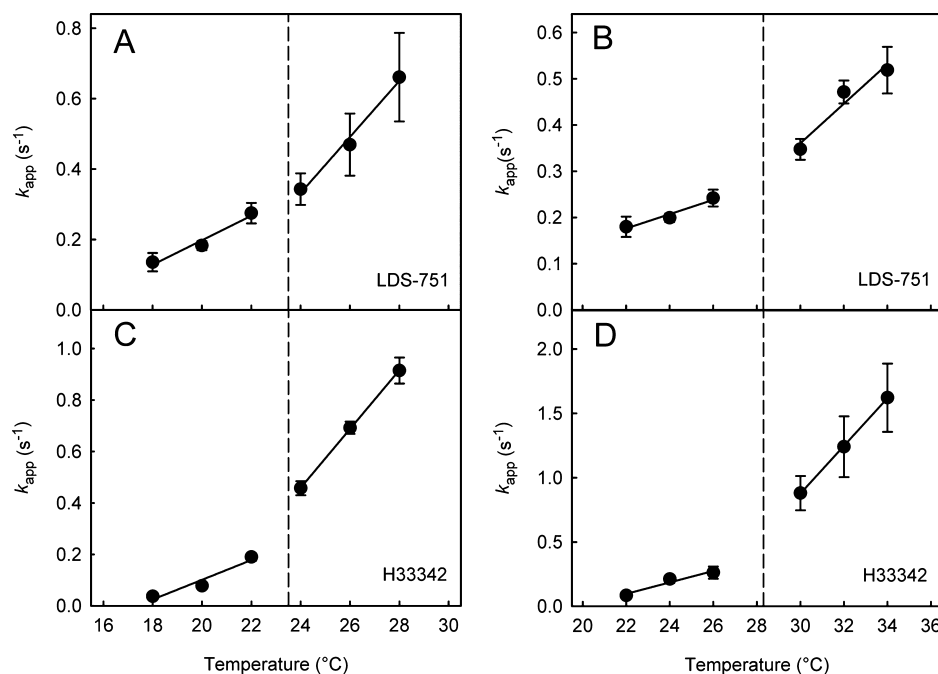 A
B
0.8
0.6
0.4
0.2
0.0
kapp (s-1)
LDS-751
0.6
0.5
0.4
0.3
0.2
0.1
0.0
kapp(s-1)
LDS-751
C
D
1.0
0.8
0.6
0.4
0.2
0.0
kapp (s-1)
H33342
16 18 20 22 24 26 28 30
Temperature (°C)
2.0
1.5
1.0
0.5
0.0
kapp (s-1)
H33342
20 22 24 26 28 30 32 34 36
Temperature (°C)